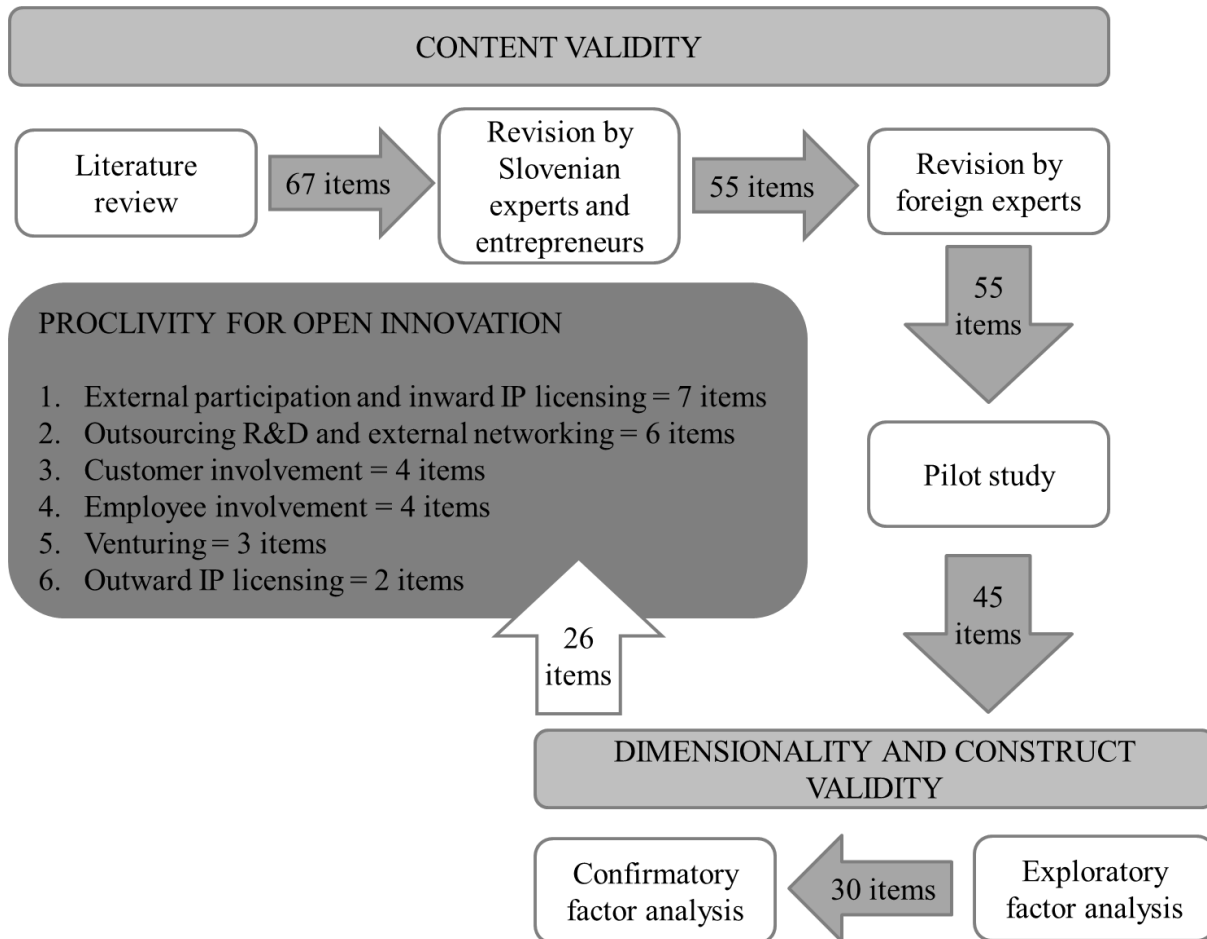 CONTENT VALIDITY
Literature
review
67 items
Revision by
Slovenian
experts and
entrepreneurs
55 items
Revision by
foreign experts
55
items
Pilot study
45
items
PROCLIVITY FOR OPEN INNOVATION
1. External participation and inward IP licensing = 7 items
2. Outsourcing R&D and external networking = 6 items
3. Customer involvement = 4 items
4. Employee involvement = 4 items
5. Venturing = 3 items
6. Outward IP licensing = 2 items
26
items
DIMENSIONALITY AND CONSTRUCT
VALIDITY
Confirmatory
factor analysis
30 items
Exploratory
factor analysis